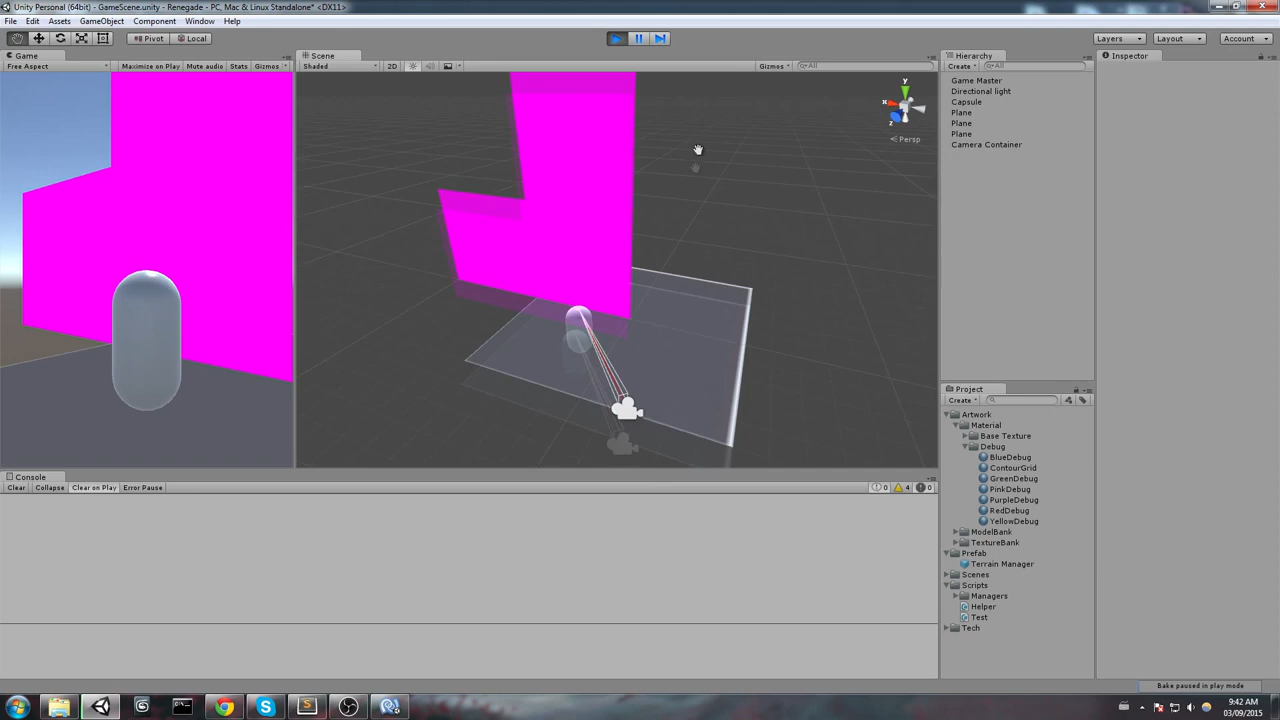 Unity Personal (64bit) - GameScene.unity - Renegade - PC, Mac & Linux Standalone* <DX11>
File Edit Assets GameObject Component Window Help
Pivot Local Layers Layout Account
Game
Free Aspect Maximize on Play Mute audio Stats Gizmos
Scene
Shaded 2D Gizmos All
y
x
z
Persp
Hierarchy
Create All
Game Master
Directional light
Capsule
Plane
Plane
Plane
Camera Container
Inspector
Project
Create
Artwork
Material
Base Texture
Debug
BlueDebug
ContourGrid
GreenDebug
PinkDebug
PurpleDebug
RedDebug
YellowDebug
ModelBank
TextureBank
Prefab
Terrain Manager
Scenes
Scripts
Managers
Helper
Test
Tech
Console
Clear Collapse Clear on Play Error Pause 0 4 0
Bake paused in play mode
9:42 AM
03/09/2015